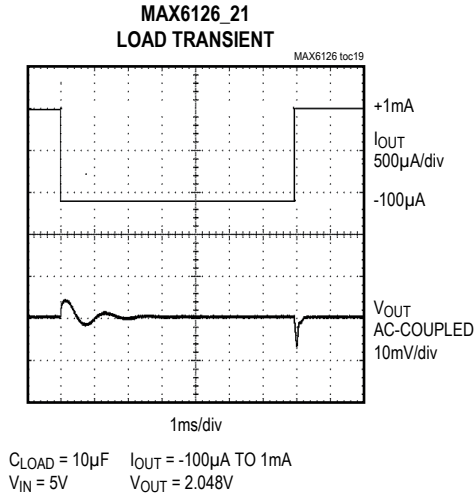 MAX6126_21
LOAD TRANSIENT
MAX6126 toc19
+1mA
IOUT
500µA/div
-100µA
VOUT
AC-COUPLED
10mV/div
1ms/div
CLOAD = 10µF IOUT = -100µA TO 1mA
VIN = 5V VOUT = 2.048V